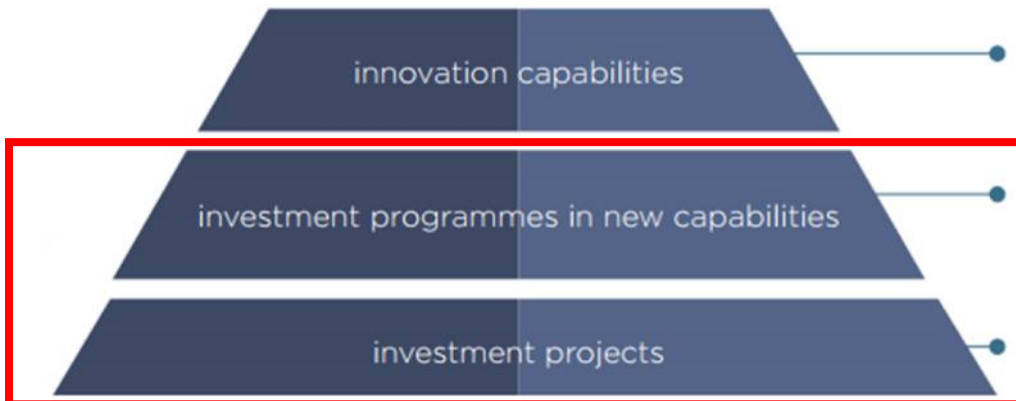 innovation capabilities
investment programmes in new capabilities
investment projects